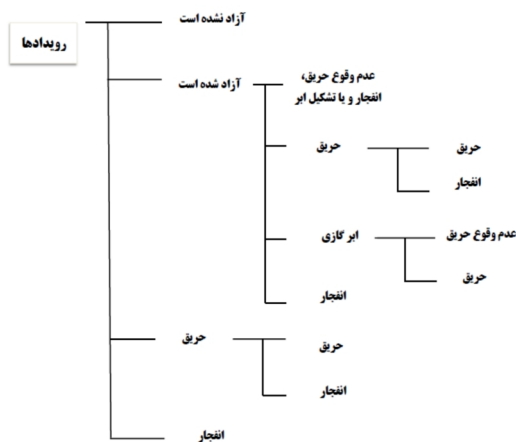 آزاد نشده است
رویدادها
آزاد شده است
عدم وقوع حریق،
انفجار و یا تشکیل ابر
حریق
حریق
انفجار
ابر گازی
عدم وقوع حریق
حریق
انفجار
حریق
حریق
انفجار
انفجار